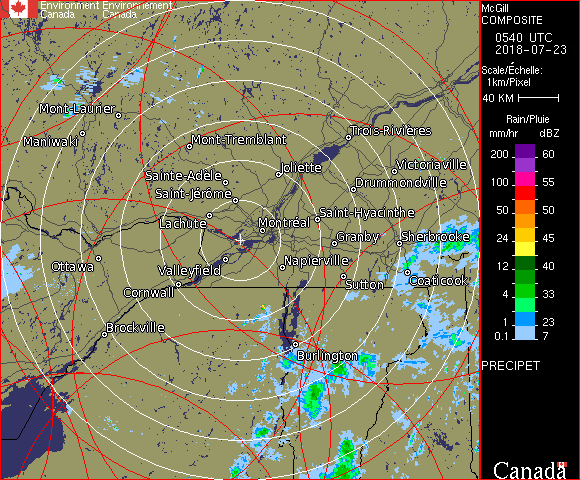 Environment Environnement
Canada Canada
McGill
COMPOSITE
0540 UTC
2018-07-23
Scale/Échelle:
1km/Pixel
40 KM
Rain/Pluie
mm/hr dBZ
200 60
100 55
50 50
24 45
12 40
4 33
1 23
0.1 7
PRECIPET
Canada
Mont-Laurier
Maniwaki
Mont-Tremblant
Trois-Rivières
Sainte-Adèle
Joliette
Victoriaville
Saint-Jérôme
Drummondville
Lachute
Montréal
Saint-Hyacinthe
Granby
Sherbrooke
Ottawa
Valleyfield
Napierville
Cornwall
Sutton
Coaticook
Brockville
Burlington